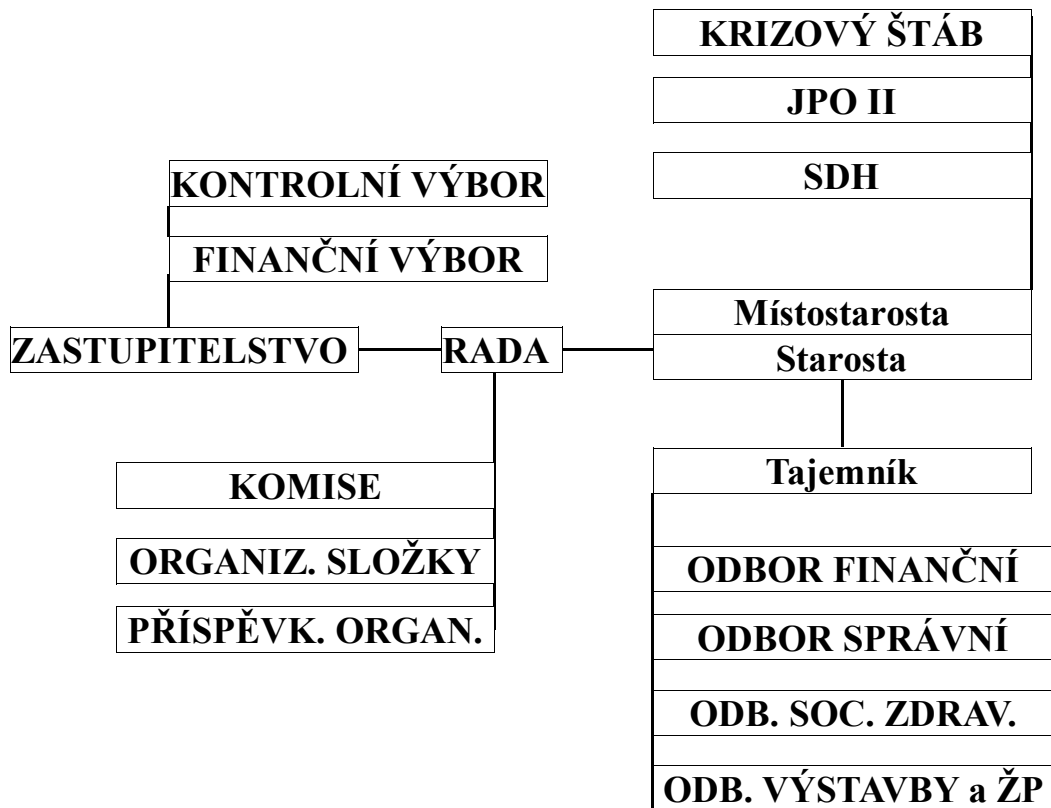 KRIZOVÝ ŠTÁB
JPO II
SDH
KONTROLNÍ VÝBOR
FINANČNÍ VÝBOR
Místostarosta
ZASTUPITELSTVO
RADA
Starosta
Tajemník
KOMISE
ORGANIZ. SLOŽKY
PŘÍSPĚVK. ORGAN.
ODBOR FINANČNÍ
ODBOR SPRÁVNÍ
ODB. SOC. ZDRAV.
ODB. VÝSTAVBY a ŽP